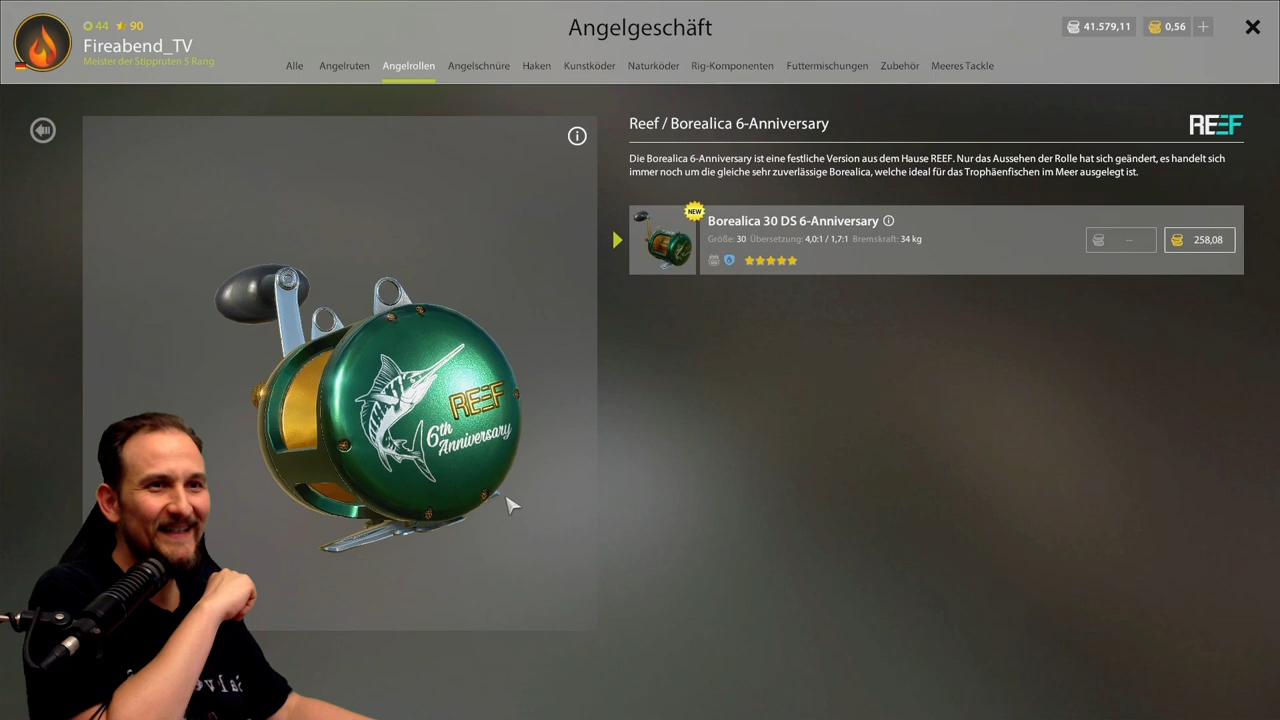 44 90
Fireabend_TV
Meister der Stippruten 5 Rang
Angelgeschäft
41.579,11 0,56 +
Alle Angelruten Angelrollen Angelschnüre Haken Kunstköder Naturköder Rig-Komponenten Futtermischungen Zubehör Meeres Tackle
Reef / Borealica 6-Anniversary
REEF
Die Borealica 6-Anniversary ist eine festliche Version aus dem Hause REEF. Nur das Aussehen der Rolle hat sich geändert, es handelt sich
immer noch um die gleiche sehr zuverlässige Borealica, welche ideal für das Trophäenfischen im Meer ausgelegt ist.
NEW
Borealica 30 DS 6-Anniversary
Größe: 30 Übersetzung: 4,0:1 / 1,7:1 Bremskraft: 34 kg
--
258,08
REEF
6th
Anniversary